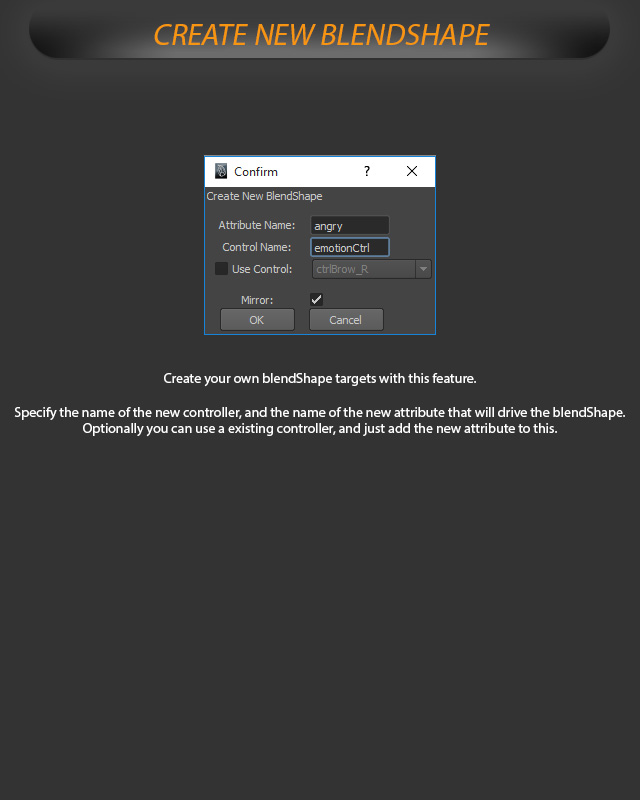 CREATE NEW BLENDSHAPE
Confirm ?
Create New BlendShape
Attribute Name: angry
Control Name: emotionCtrl
Use Control: ctrlBrow_R
Mirror:
OK Cancel
Create your own blendShape targets with this feature.
Specify the name of the new controller, and the name of the new attribute that will drive the blendShape.
Optionally you can use a existing controller, and just add the new attribute to this.